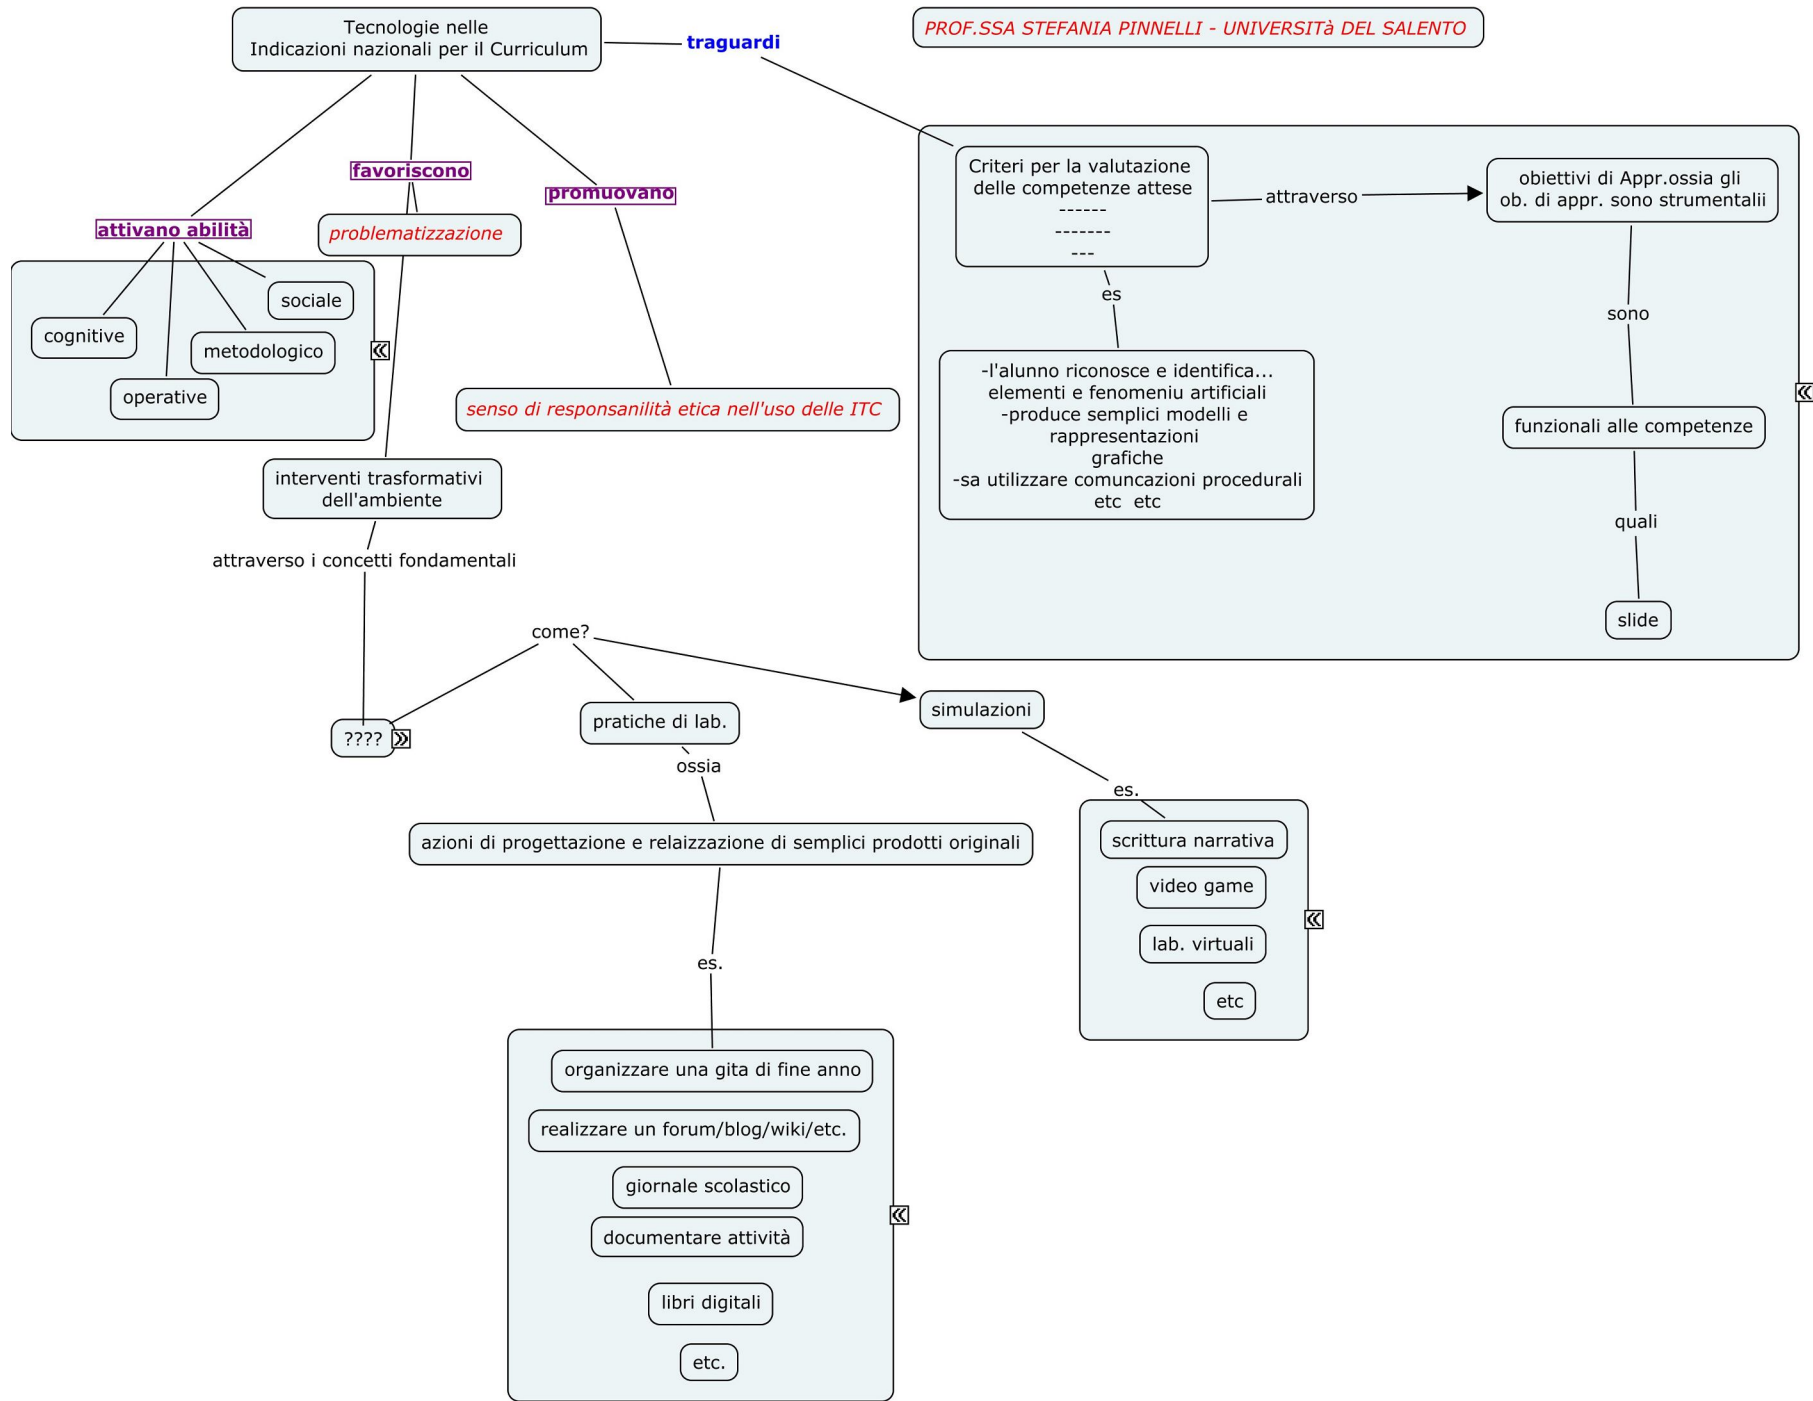 Tecnologie nelle
Indicazioni nazionali per il Curriculum
traguardi
PROF.SSA STEFANIA PINNELLI - UNIVERSITà DEL SALENTO
attivano abilità
favoriscono
promuovano
problematizzazione
sociale
cognitive
metodologico
operative
senso di responsanilità etica nell'uso delle ITC
interventi trasformativi
dell'ambiente
attraverso i concetti fondamentali
????
Criteri per la valutazione
delle competenze attese
------
-------
---
attraverso
obiettivi di Appr.ossia gli
ob. di appr. sono strumentalii
es
-l'alunno riconosce e identifica...
elementi e fenomeniu artificiali
-produce semplici modelli e
rappresentazioni
grafiche
-sa utilizzare comuncazioni procedurali
etc etc
sono
funzionali alle competenze
quali
slide
come?
pratiche di lab.
simulazioni
ossia
azioni di progettazione e relaizzazione di semplici prodotti originali
es.
scrittura narrativa
video game
lab. virtuali
etc
es.
organizzare una gita di fine anno
realizzare un forum/blog/wiki/etc.
giornale scolastico
documentare attività
libri digitali
etc.